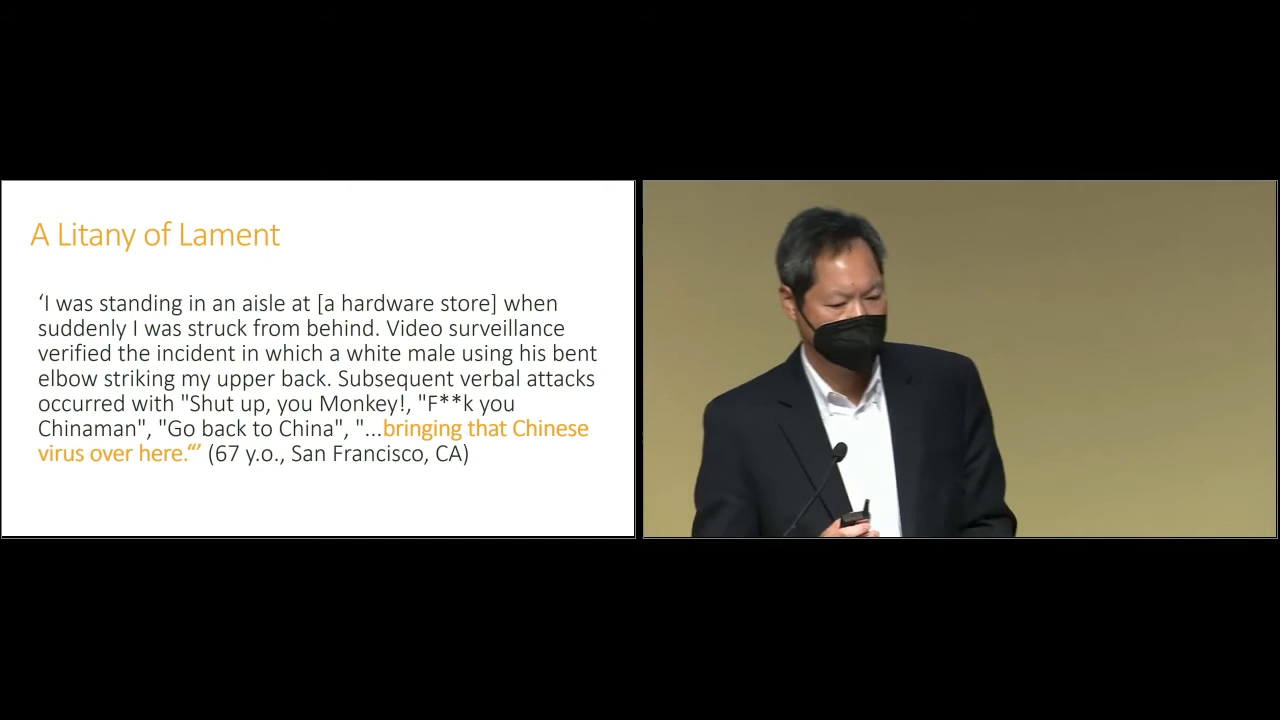 A Litany of Lament
‘I was standing in an aisle at [a hardware store] when
suddenly I was struck from behind. Video surveillance
verified the incident in which a white male using his bent
elbow striking my upper back. Subsequent verbal attacks
occurred with "Shut up, you Monkey!, "F**k you
Chinaman", "Go back to China", "...bringing that Chinese
virus over here.“’ (67 y.o., San Francisco, CA)